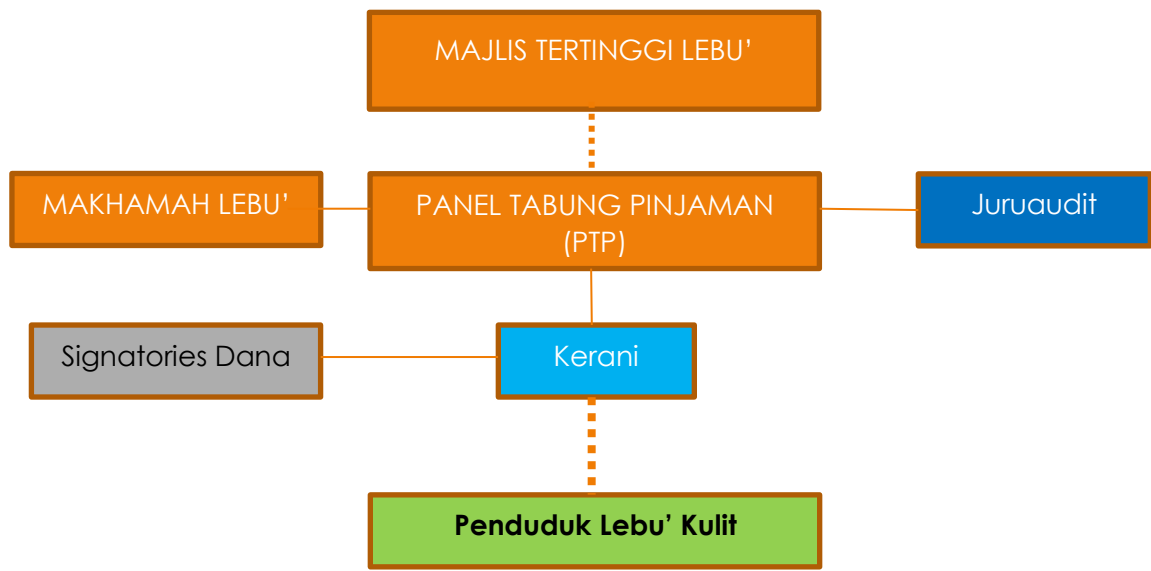 MAJLIS TERTINGGI LEBU’
MAKHAMAH LEBU’
PANEL TABUNG PINJAMAN
(PTP)
Juruaudit
Signatories Dana
Kerani
Penduduk Lebu’ Kulit